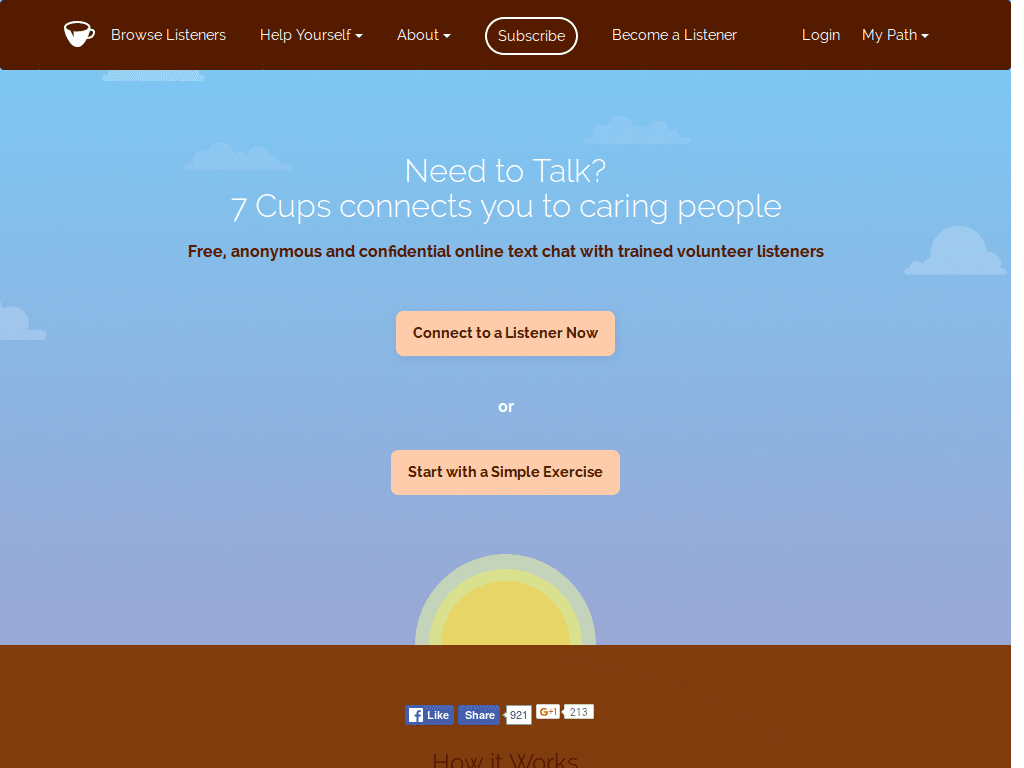 Browse Listeners Help Yourself About Subscribe Become a Listener Login My Path
Need to Talk?
7 Cups connects you to caring people
Free, anonymous and confidential online text chat with trained volunteer listeners
Connect to a Listener Now
or
Start with a Simple Exercise
Like Share 921 G+1 213
How it Works